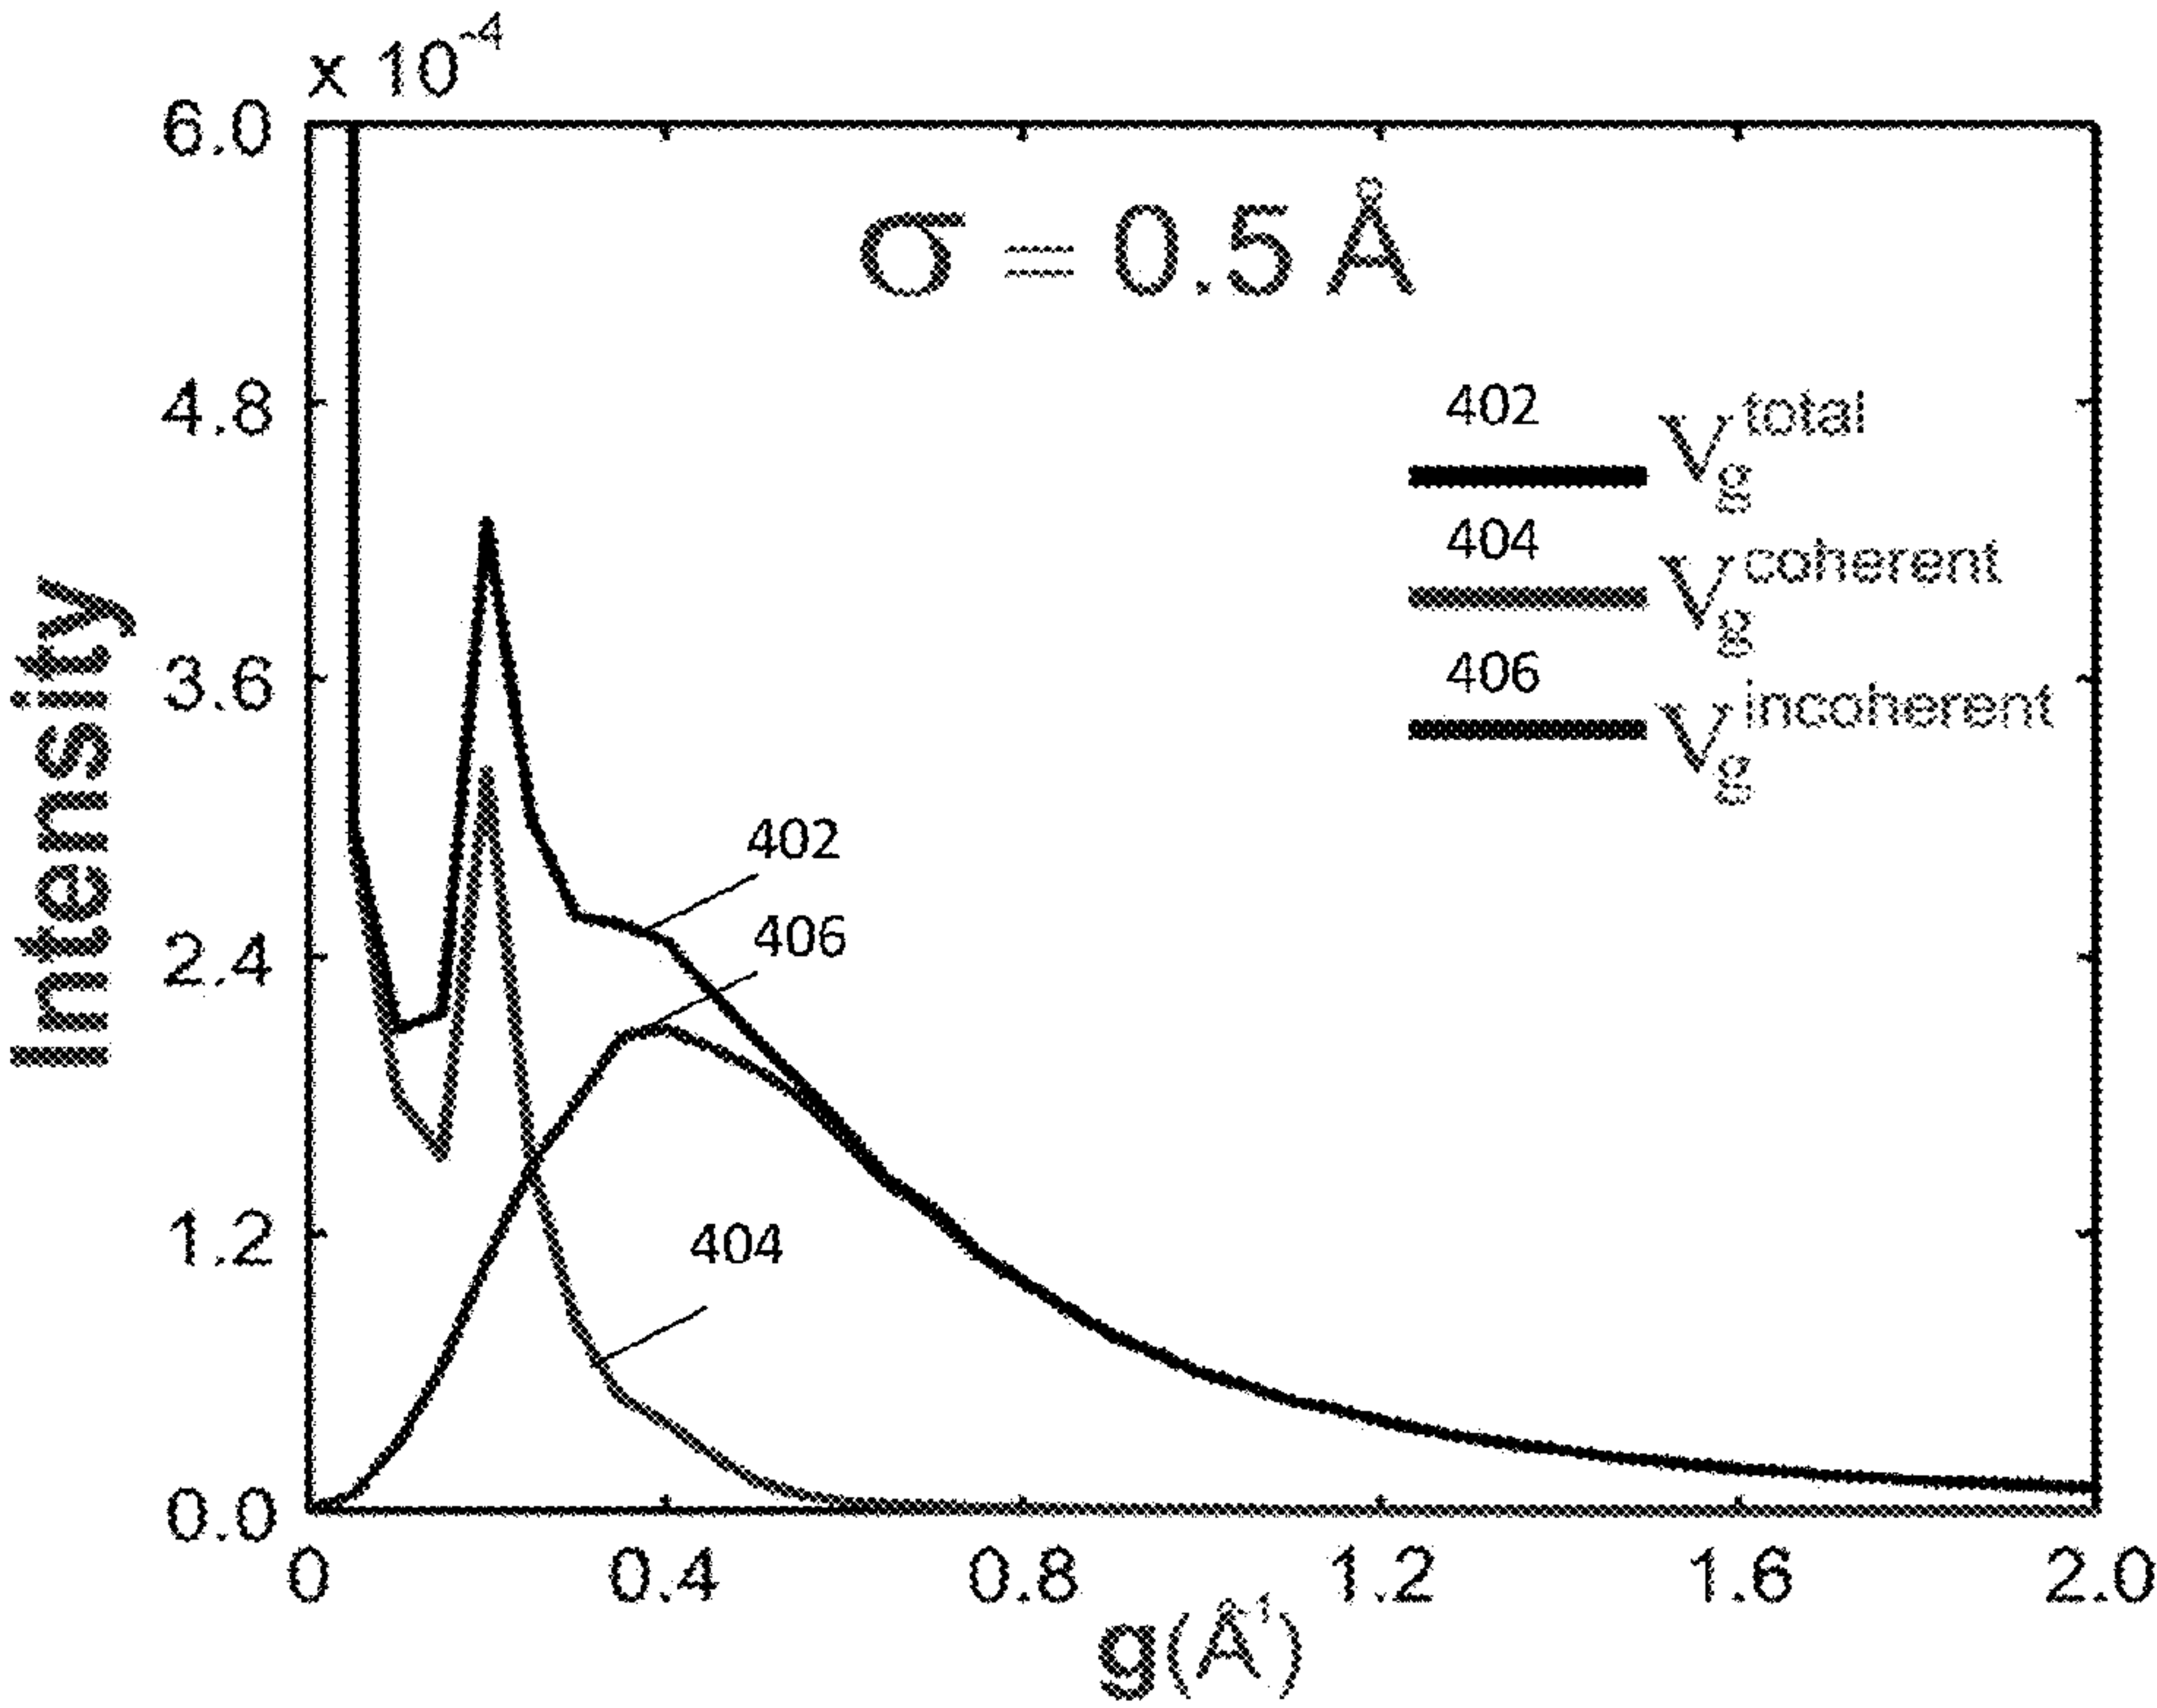 x 10^-4
6.0
4.8
3.6
2.4
1.2
0.0
Intensity
σ = 0.5 Å
402
V_g^total
404
V_g^coherent
406
V_g^incoherent
402
406
404
0 0.4 0.8 1.2 1.6 2.0
g(Å^-1)